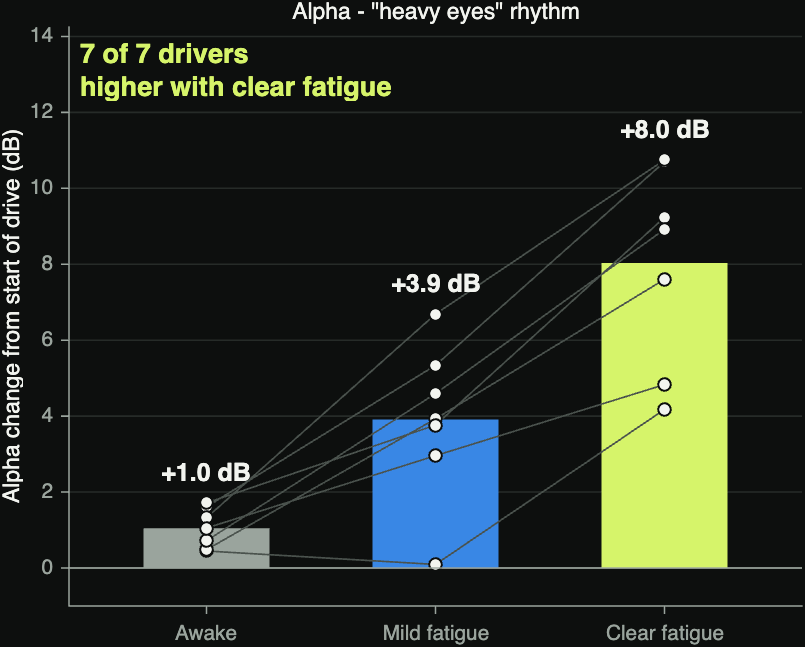 Alpha - "heavy eyes" rhythm
7 of 7 drivers
higher with clear fatigue
Alpha change from start of drive (dB)
14
12
10
8
6
4
2
0
+1.0 dB
+3.9 dB
+8.0 dB
Awake
Mild fatigue
Clear fatigue